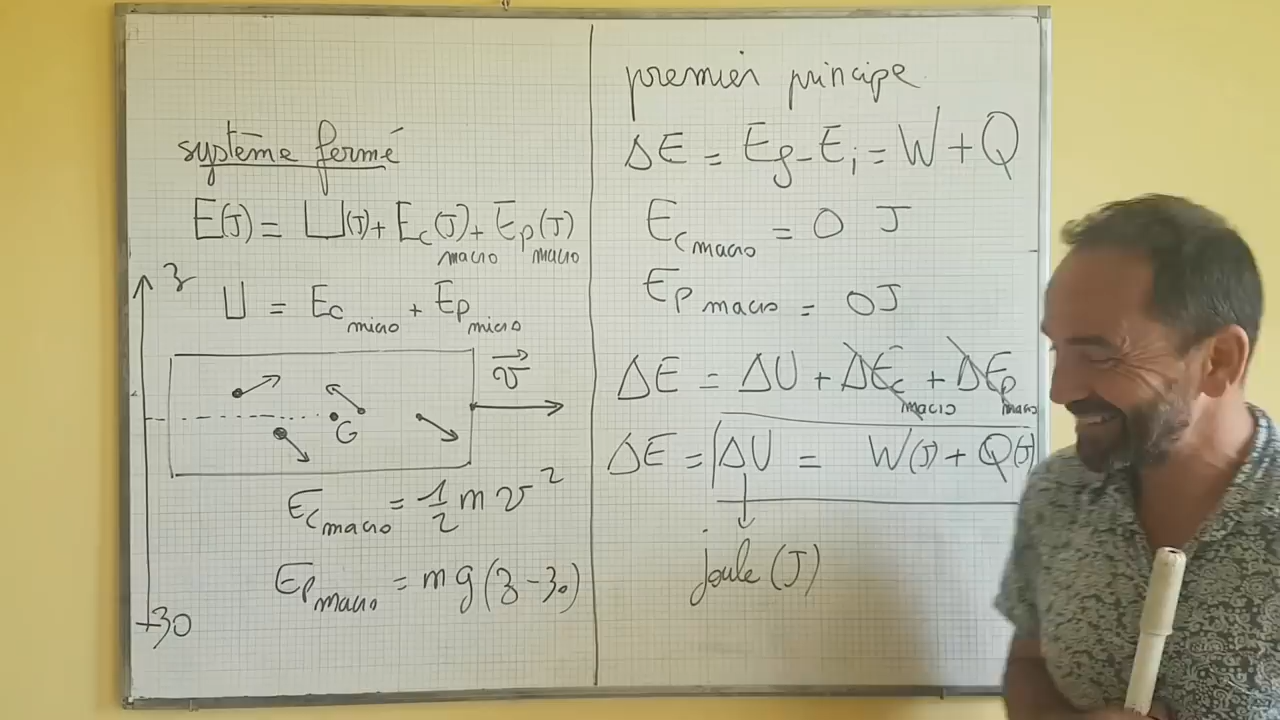 système fermé
E(J) = U(J) + Ec macro (J) + Ep macro (J)
z
U = Ec micro + Ep micro
v
G
Ec macro = 1/2 m v²
Ep macro = m g (z - z0)
z0
premier principe
ΔE = Ef - Ei = W + Q
Ec macro = 0 J
Ep macro = 0J
ΔE = ΔU + ΔEc macro + ΔEp macro
ΔE = ΔU = W(J) + Q(J)
joule (J)